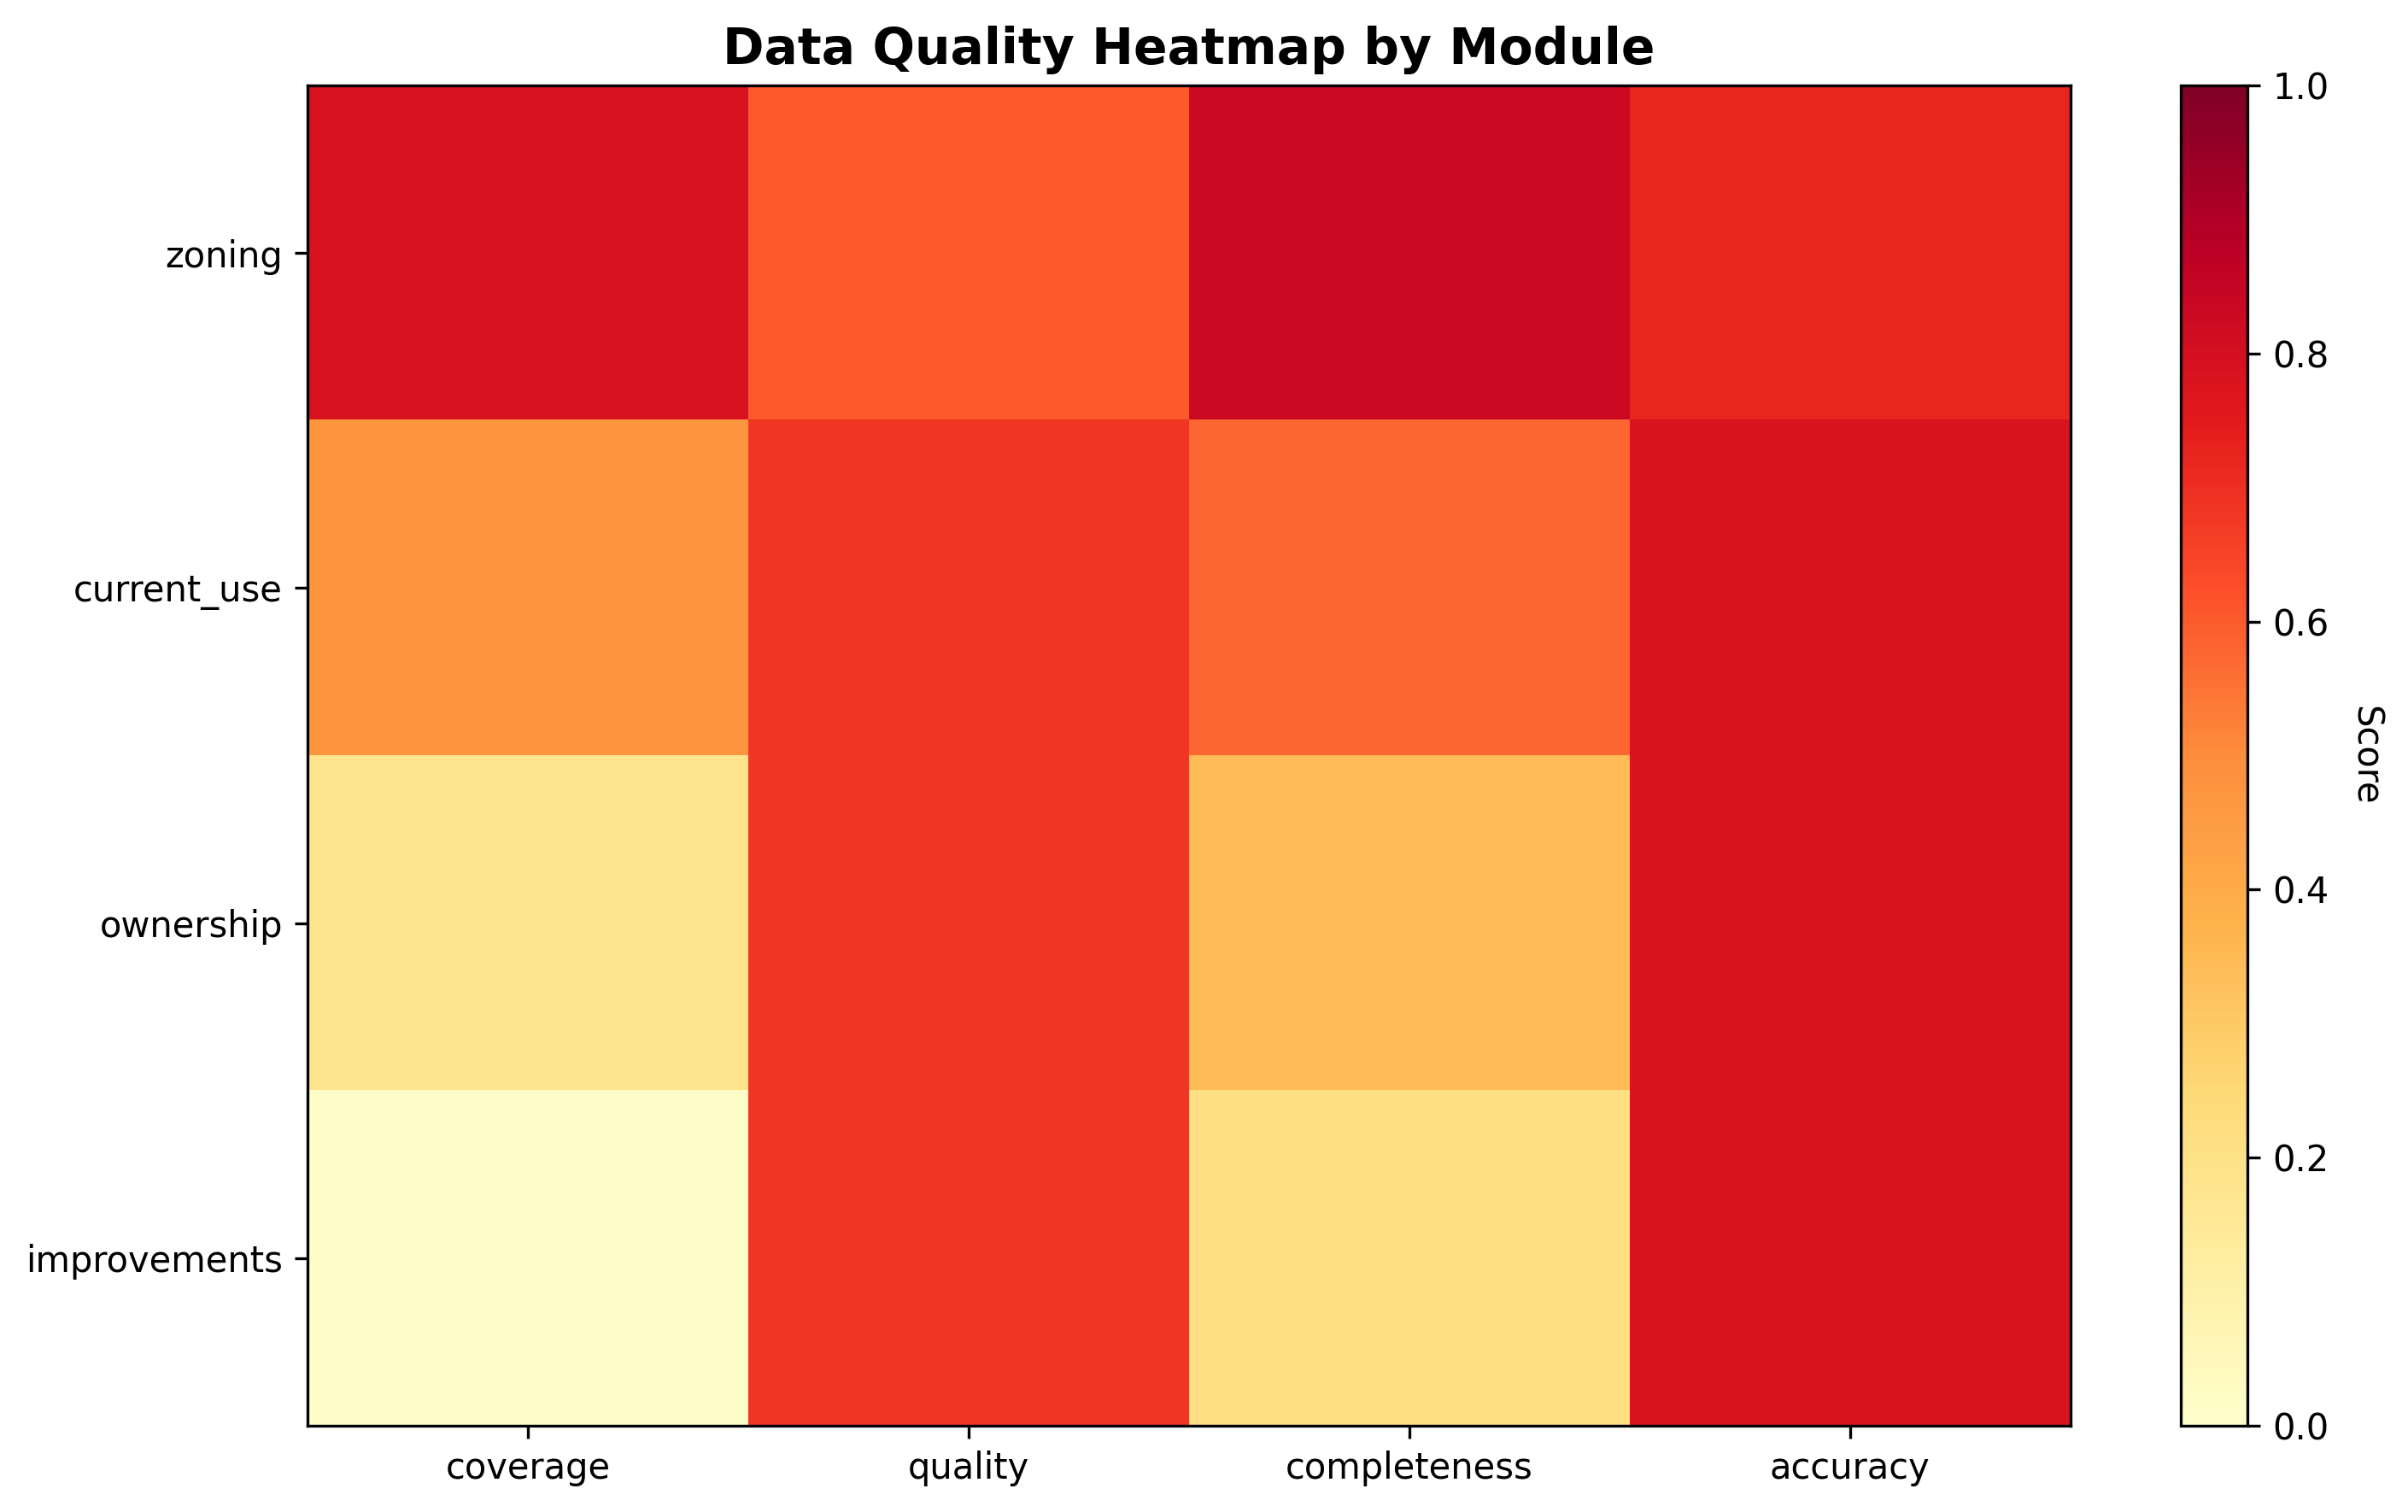 Data Quality Heatmap by Module
zoning
current_use
ownership
improvements
coverage
quality
completeness
accuracy
1.0
0.8
0.6
0.4
0.2
0.0
Score